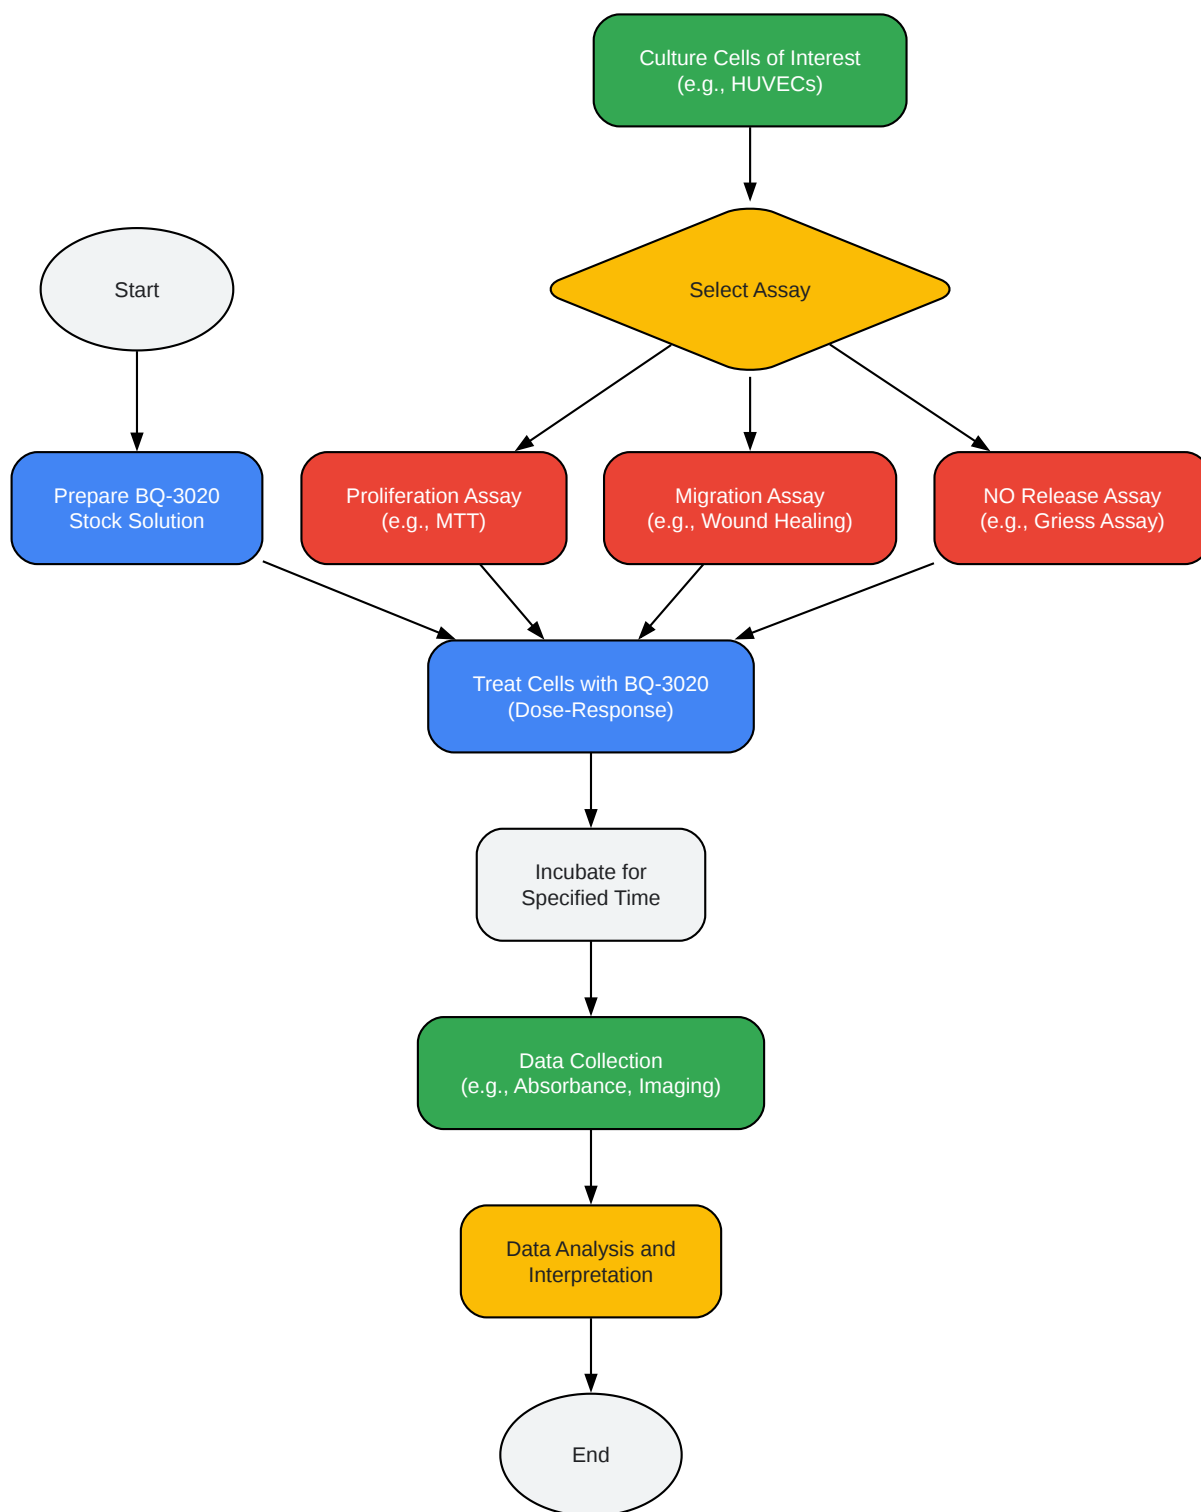 Culture Cells of Interest
(e.g., HUVECs)
Start
Select Assay
Prepare BQ-3020
Stock Solution
Proliferation Assay
(e.g., MTT)
Migration Assay
(e.g., Wound Healing)
NO Release Assay
(e.g., Griess Assay)
Treat Cells with BQ-3020
(Dose-Response)
Incubate for
Specified Time
Data Collection
(e.g., Absorbance, Imaging)
Data Analysis and
Interpretation
End